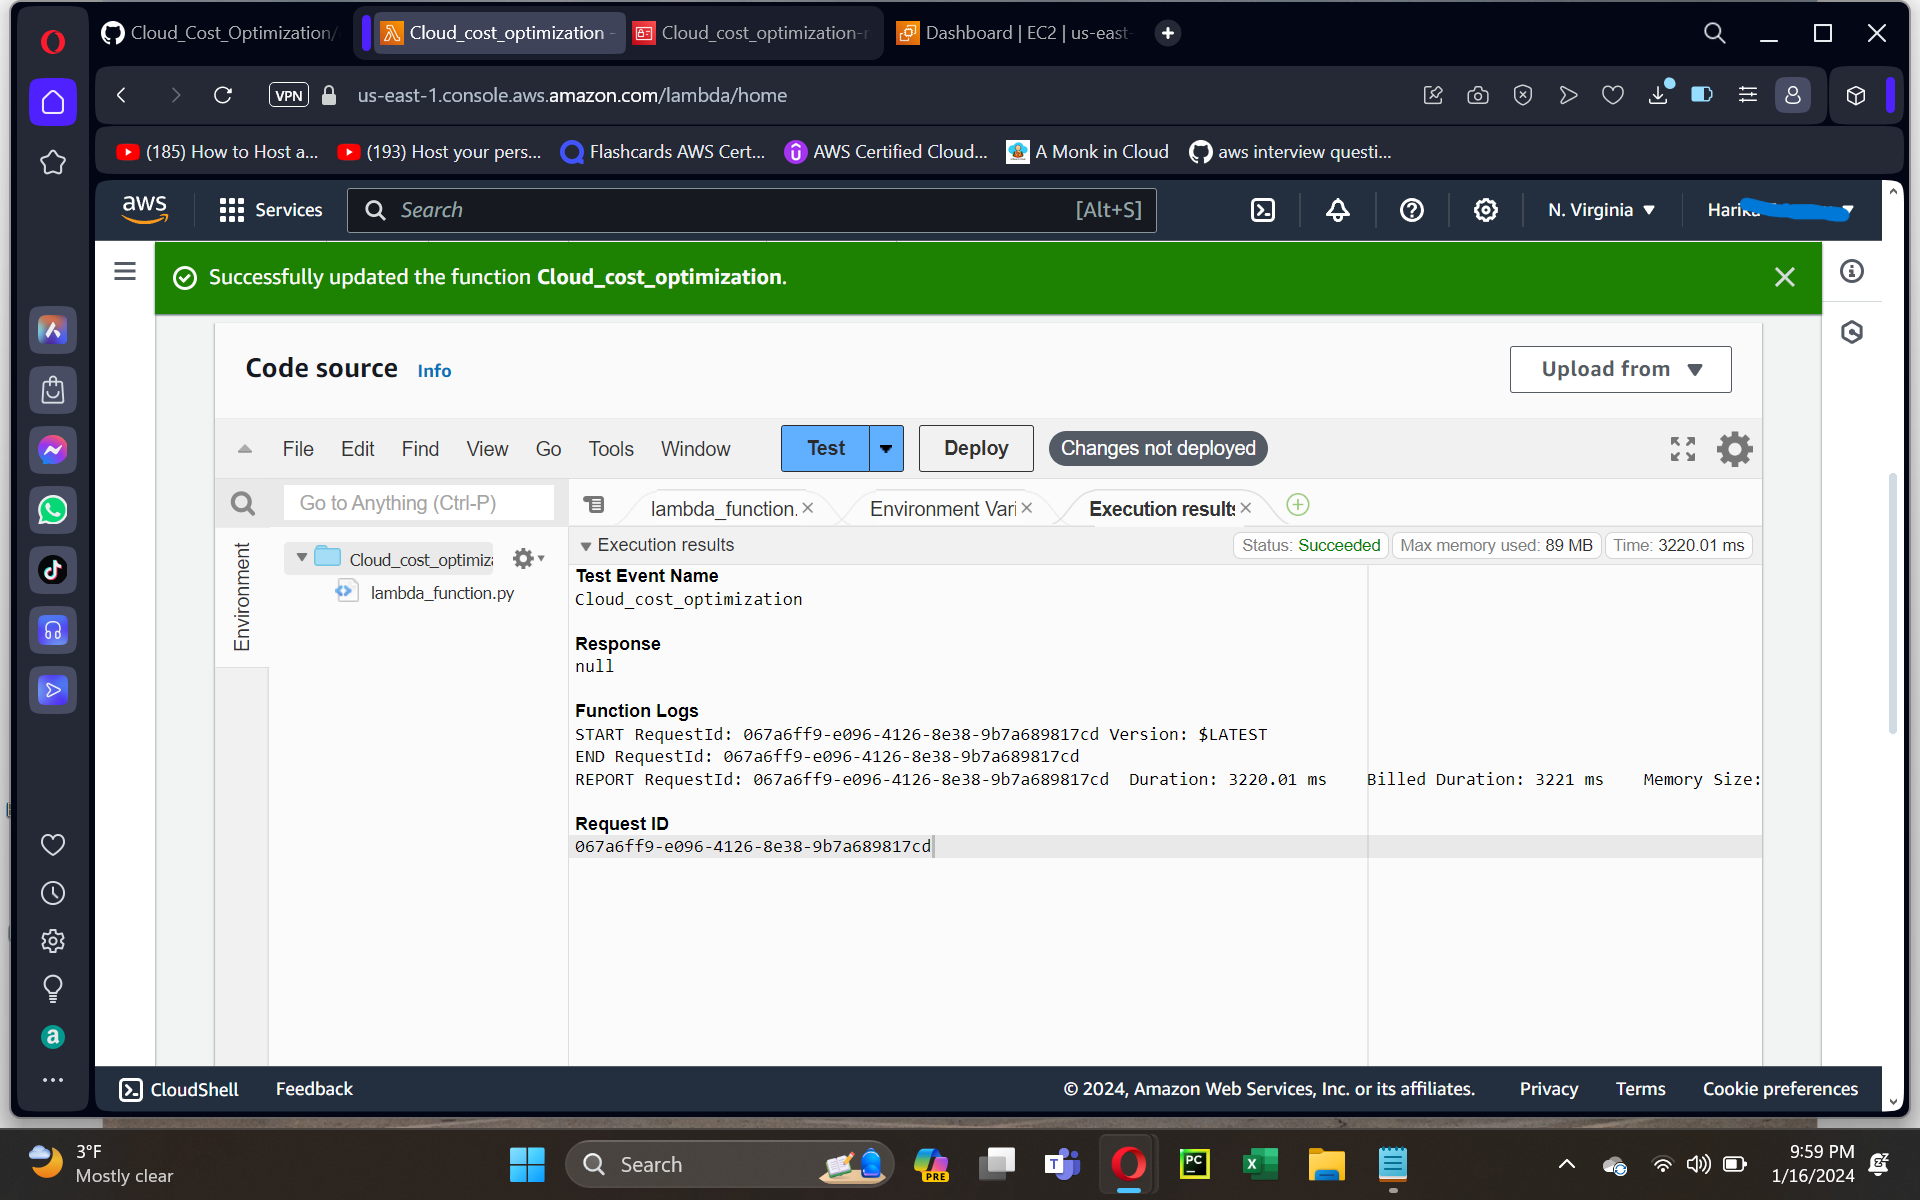 Cloud_Cost_Optimization/
Cloud_cost_optimization -
Cloud_cost_optimization-r
Dashboard | EC2 | us-east-
VPN
us-east-1.console.aws.amazon.com/lambda/home
(185) How to Host a...
(193) Host your pers...
Flashcards AWS Cert...
AWS Certified Cloud...
A Monk in Cloud
aws interview questi...
aws
Services
Search
[Alt+S]
N. Virginia
Harika
Successfully updated the function Cloud_cost_optimization.
Code source Info
Upload from
File Edit Find View Go Tools Window
Test
Deploy
Changes not deployed
Go to Anything (Ctrl-P)
lambda_function.
Environment Vari
Execution results
Environment
Cloud_cost_optimiza
lambda_function.py
Execution results
Status: Succeeded
Max memory used: 89 MB
Time: 3220.01 ms
Test Event Name
Cloud_cost_optimization
Response
null
Function Logs
START RequestId: 067a6ff9-e096-4126-8e38-9b7a689817cd Version: $LATEST
END RequestId: 067a6ff9-e096-4126-8e38-9b7a689817cd
REPORT RequestId: 067a6ff9-e096-4126-8e38-9b7a689817cd Duration: 3220.01 ms Billed Duration: 3221 ms Memory Size:
Request ID
067a6ff9-e096-4126-8e38-9b7a689817cd
CloudShell
Feedback
© 2024, Amazon Web Services, Inc. or its affiliates.
Privacy
Terms
Cookie preferences
3°F
Mostly clear
Search
PRE
PC
9:59 PM
1/16/2024